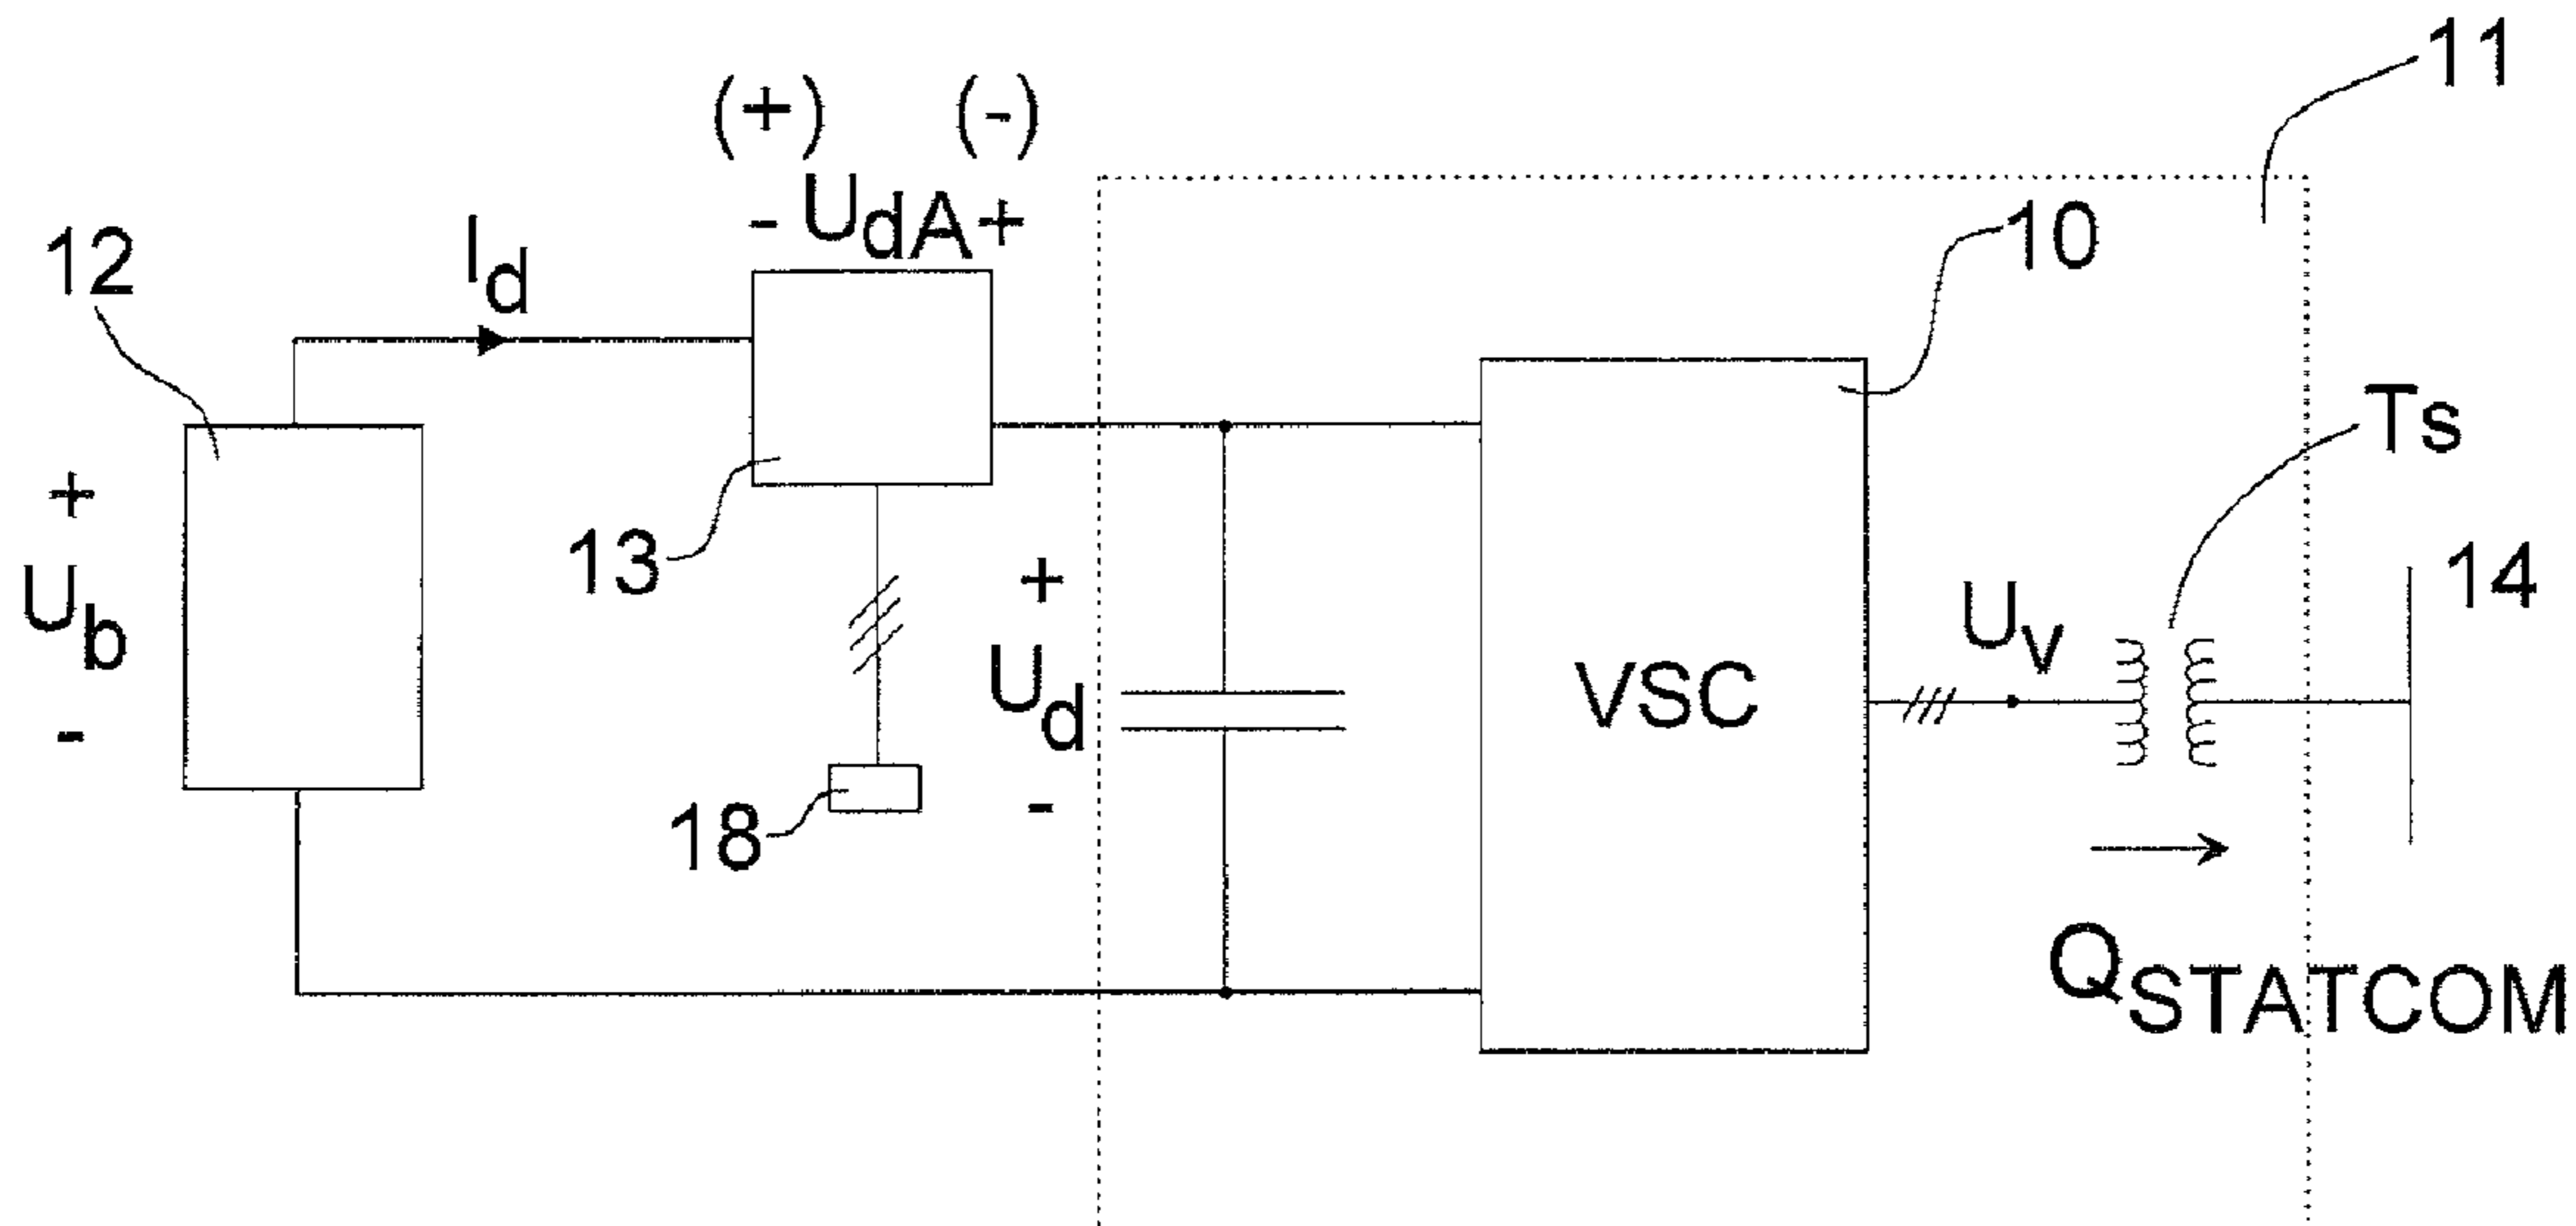 11
(+) (-)
- UdA +
10
12
Id
Ts
+
Ub
-
13
+
Ud
-
14
Uv
VSC
18
QSTATCOM